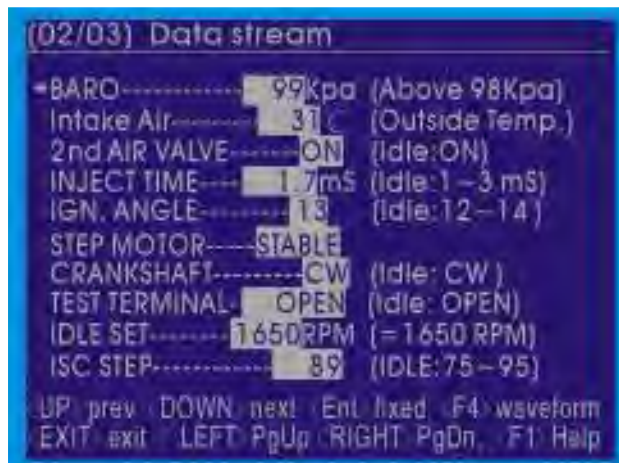 (02/03) Data stream
BARO------------ 99Kpa (Above 98Kpa)
Intake Air-------- 31C (Outside Temp.)
2nd AIR VALVE-------ON (Idle:ON)
INJECT TIME---- 1.7mS (Idle:1~3 mS)
IGN. ANGLE--------- 13 (Idle:12~14)
STEP MOTOR-----STABLE
CRANKSHAFT---------CW (Idle: CW)
TEST TERMINAL- OPEN (Idle: OPEN)
IDLE SET-------- 1650RPM (=1650 RPM)
ISC STEP------------ 89 (IDLE:75~95)
UP prev DOWN next Ent fixed F4 waveform
EXIT exit LEFT PgUp RIGHT PgDn. F1 Help